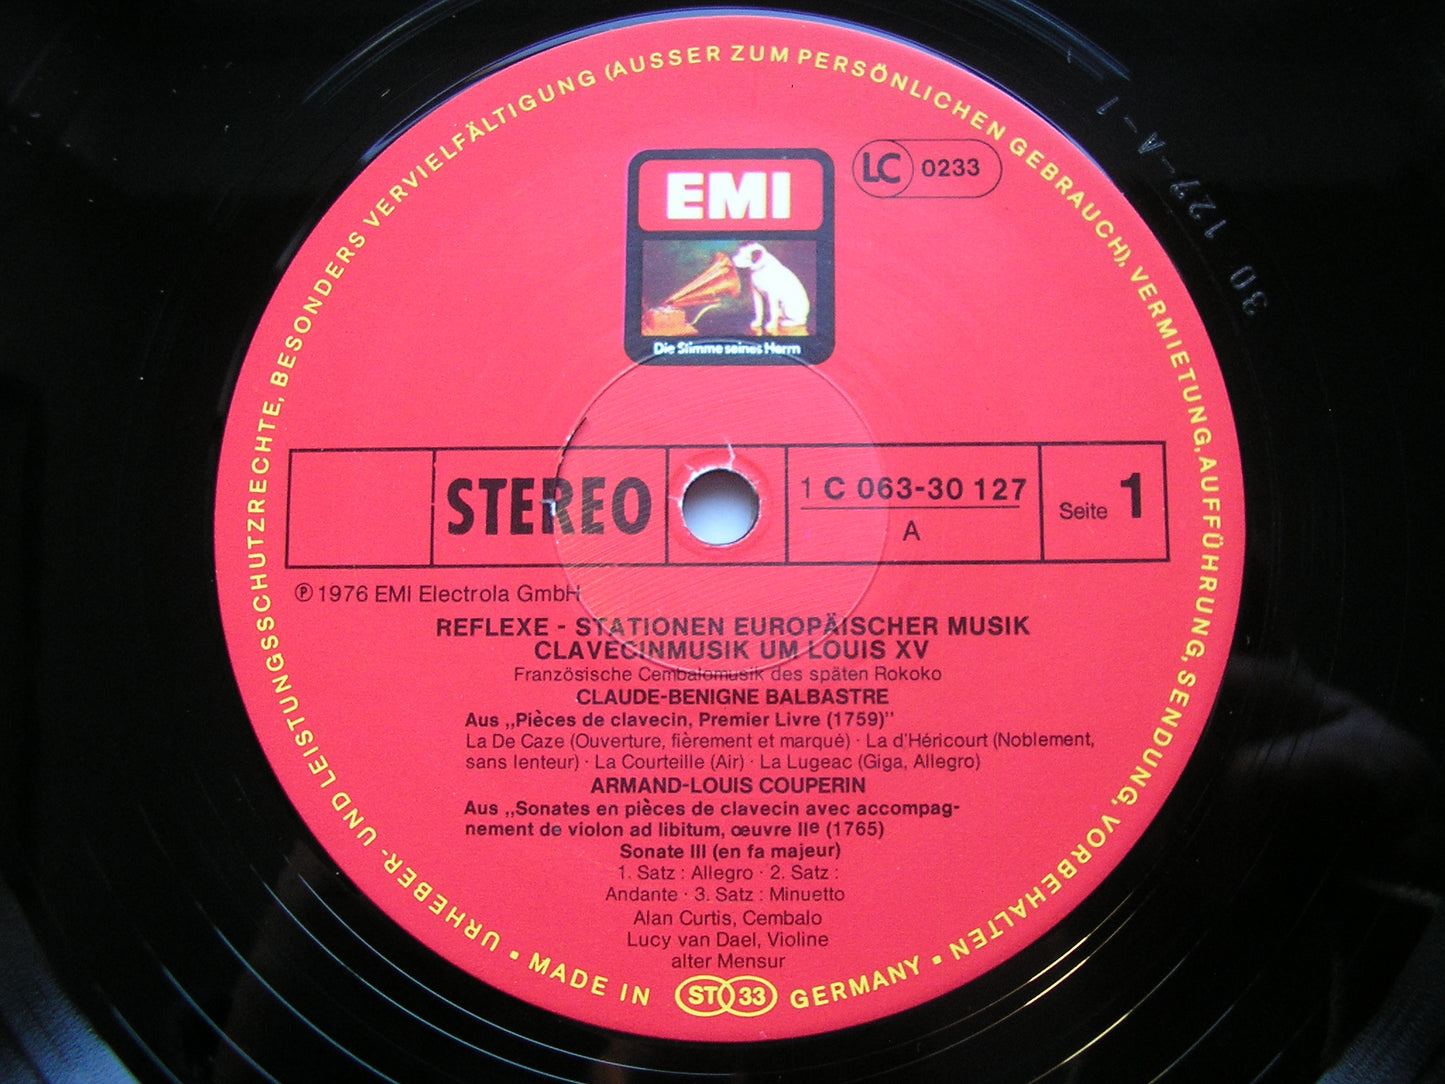 URHEBER- UND LEISTUNGSSCHUTZRECHTE, BESONDERS VERVIELFÄLTIGUNG (AUSSER ZUM PERSÖNLICHEN GEBRAUCH), VERMIETUNG, AUFFÜHRUNG, SENDUNG, VORBEHALTEN
EMI
LC 0233
Die Stimme seines Herrn
30 127-A-1
STEREO
1 C 063-30 127
A
Seite 1
℗ 1976 EMI Electrola GmbH
REFLEXE - STATIONEN EUROPÄISCHER MUSIK
CLAVECINMUSIK UM LOUIS XV
Französische Cembalomusik des späten Rokoko
CLAUDE-BENIGNE BALBASTRE
Aus „Pièces de clavecin, Premier Livre (1759)"
La De Caze (Ouverture, fièrement et marqué) · La d'Héricourt (Noblement,
sans lenteur) · La Courteille (Air) · La Lugeac (Giga, Allegro)
ARMAND-LOUIS COUPERIN
Aus „Sonates en pièces de clavecin avec accompag-
nement de violon ad libitum, œuvre IIe (1765)
Sonate III (en fa majeur)
1. Satz : Allegro · 2. Satz :
Andante · 3. Satz : Minuetto
Alan Curtis, Cembalo
Lucy van Dael, Violine
alter Mensur
· MADE IN ST 33 GERMANY ·